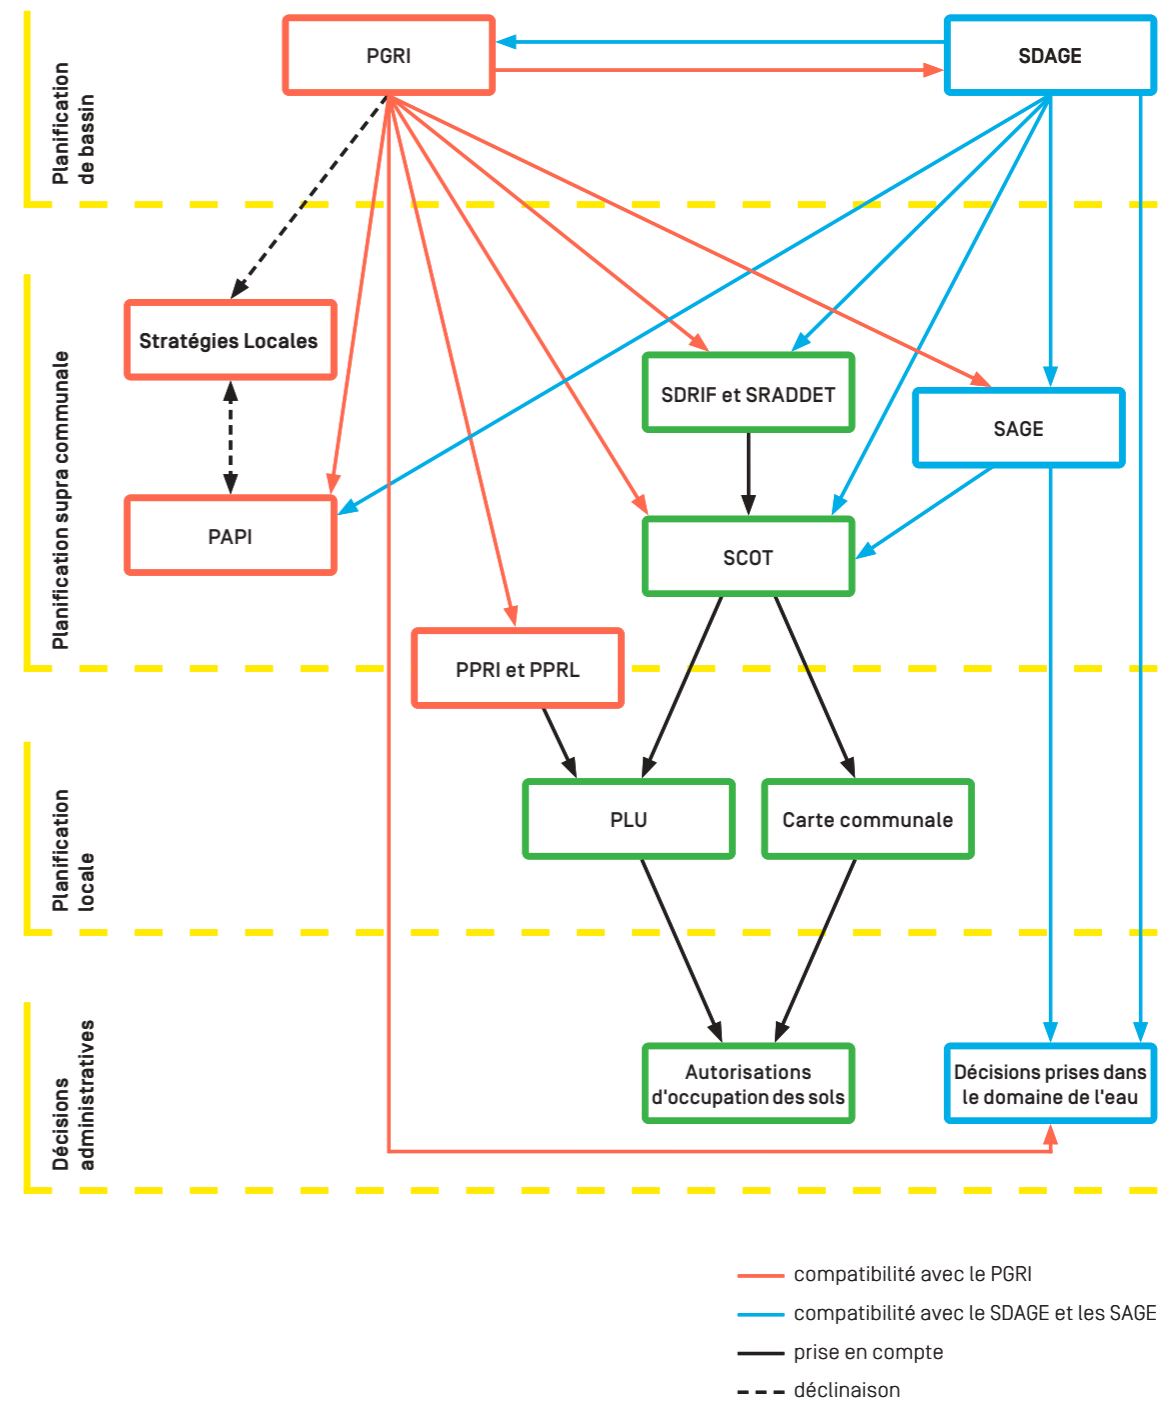 PGRI
SDAGE
Planification
de bassin
Stratégies Locales
SDRIF et SRADDET
SAGE
PAPI
SCOT
Planification supra communale
PPRI et PPRL
PLU
Carte communale
Planification
locale
Autorisations
d'occupation des sols
Décisions prises dans
le domaine de l'eau
Décisions
administratives
compatibilité avec le PGRI
compatibilité avec le SDAGE et les SAGE
prise en compte
déclinaison